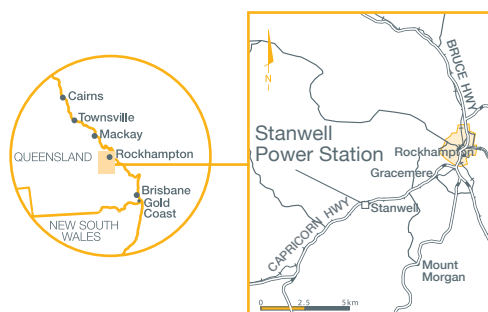 Cairns
Townsville
Mackay
QUEENSLAND
Rockhampton
Brisbane
Gold
Coast
NEW SOUTH
WALES
N
BRUCE HWY
Stanwell
Power Station
Rockhampton
Gracemere
Stanwell
CAPRICORN HWY
Mount
Morgan
0 2.5 5km